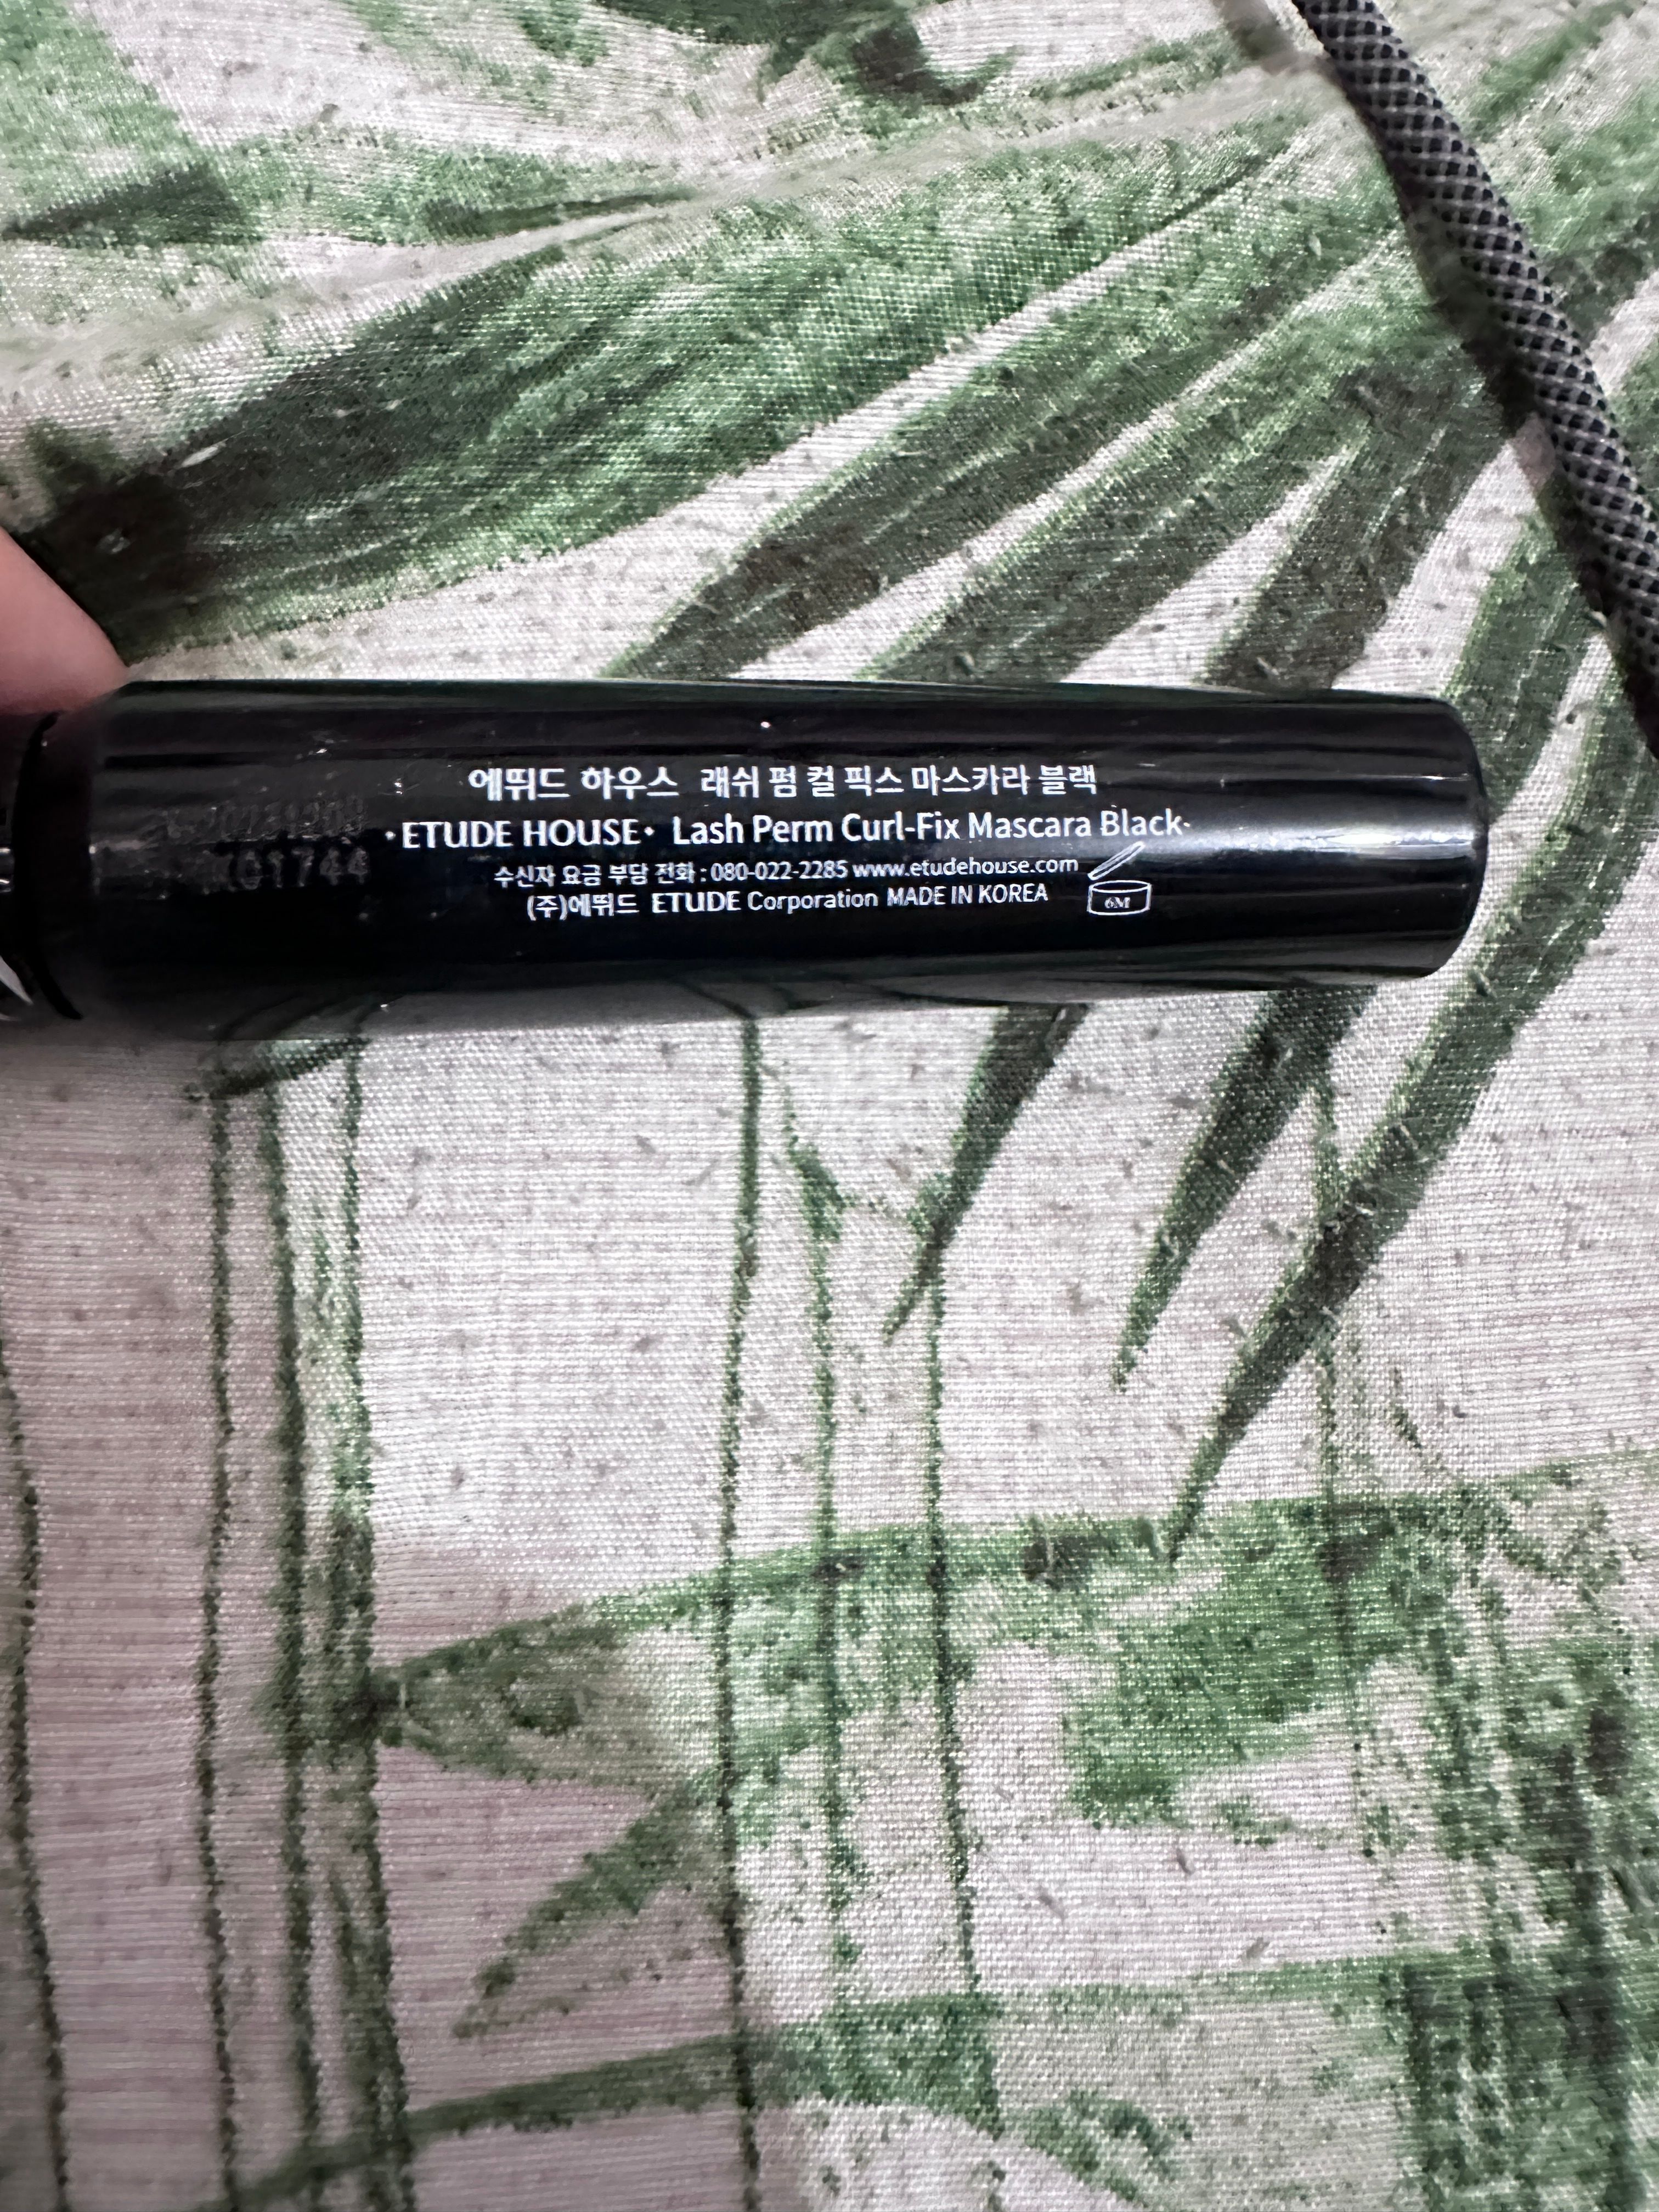 에뛰드 하우스 래쉬 펌 컬 픽스 마스카라 블랙
·ETUDE HOUSE· Lash Perm Curl-Fix Mascara Black·
수신자 요금 부담 전화 : 080-022-2285 www.etudehouse.com
(주)에뛰드 ETUDE Corporation MADE IN KOREA
6M